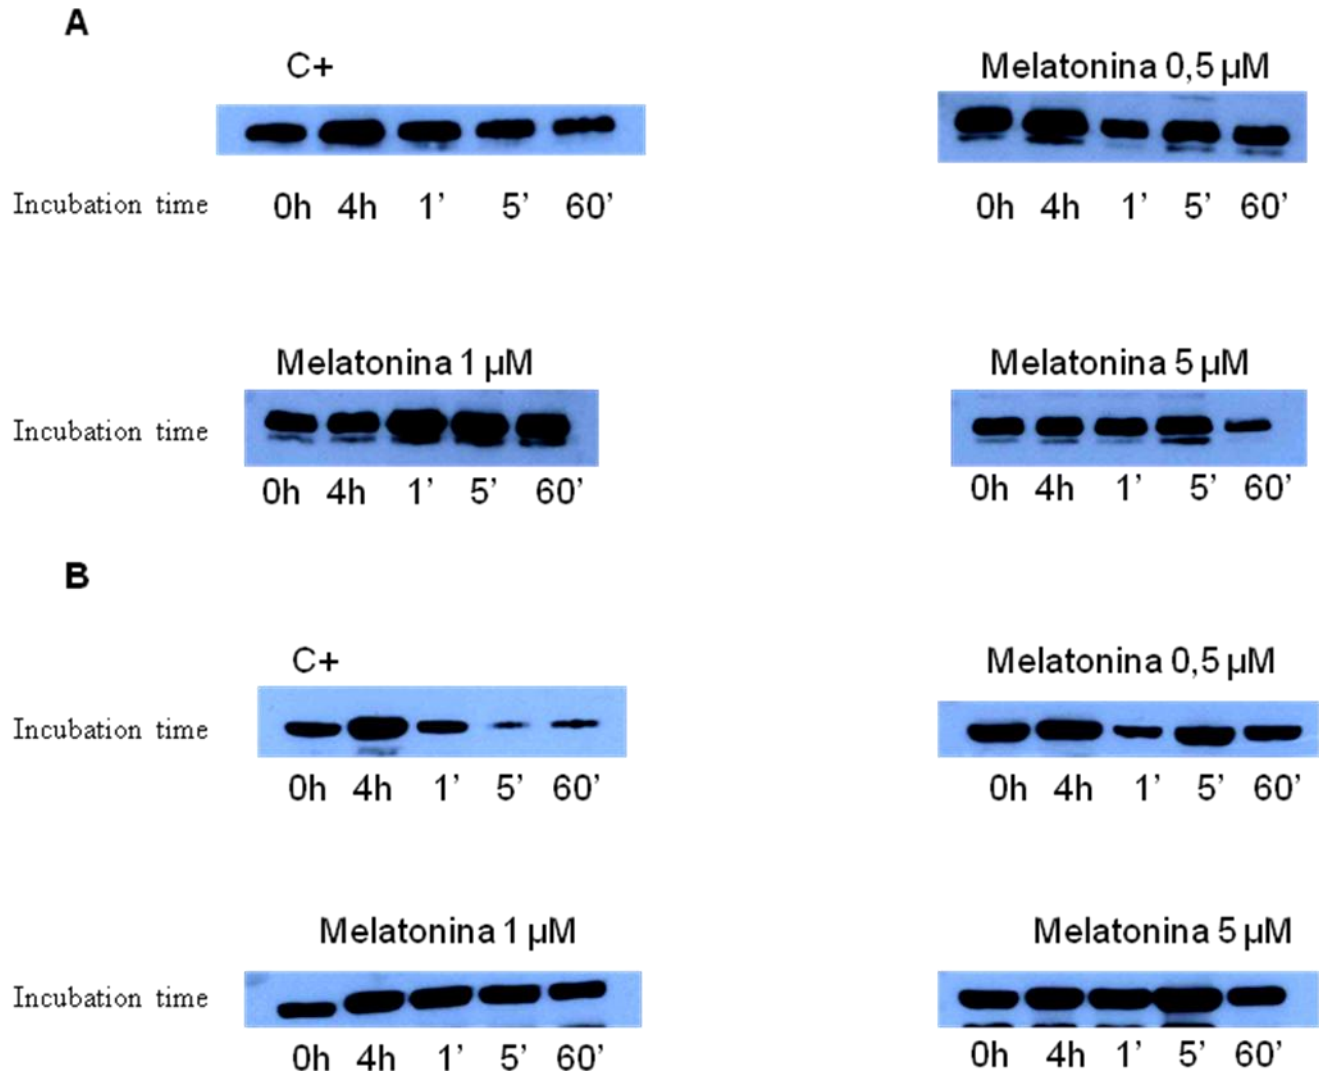 A
C+
Melatonina 0,5 µM
Incubation time 0h 4h 1’ 5’ 60’
0h 4h 1’ 5’ 60’
Melatonina 1 µM
Melatonina 5 µM
Incubation time
0h 4h 1’ 5’ 60’
0h 4h 1’ 5’ 60’
B
C+
Melatonina 0,5 µM
Incubation time
0h 4h 1’ 5’ 60’
0h 4h 1’ 5’ 60’
Melatonina 1 µM
Melatonina 5 µM
Incubation time
0h 4h 1’ 5’ 60’
0h 4h 1’ 5’ 60’